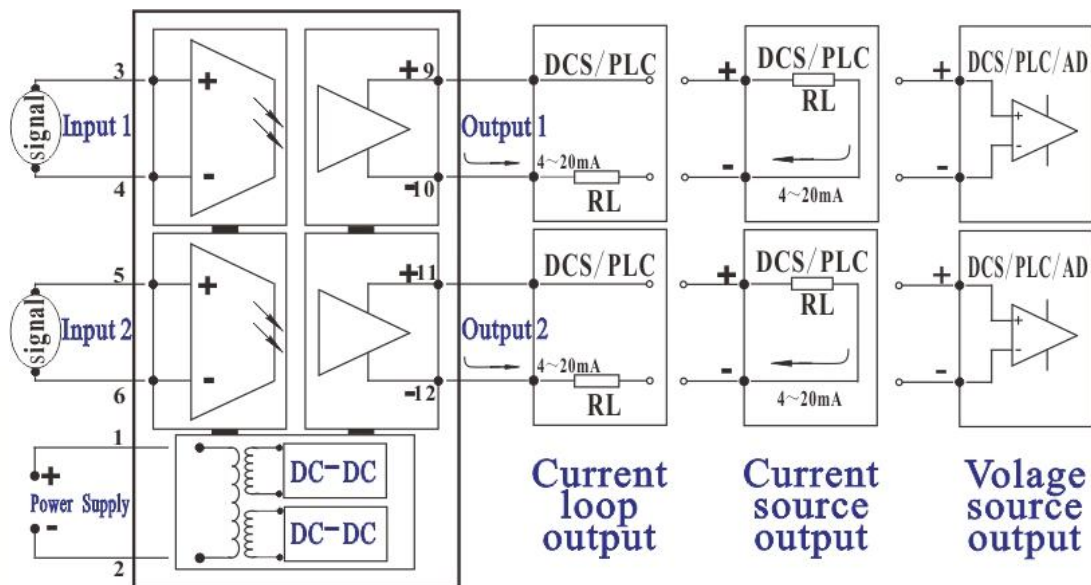 3
signal
Input 1
4
+
-
+
9
-
10
Output 1
DCS/PLC
4~20mA
RL
+
DCS/PLC
RL
-
4~20mA
+
DCS/PLC/AD
+
-
-
5
signal
Input 2
6
+
-
+
11
-
12
Output 2
DCS/PLC
4~20mA
RL
+
DCS/PLC
RL
-
4~20mA
+
DCS/PLC/AD
+
-
-
1
+
Power Supply
-
2
DC-DC
DC-DC
Current
loop
output
Current
source
output
Volage
source
output